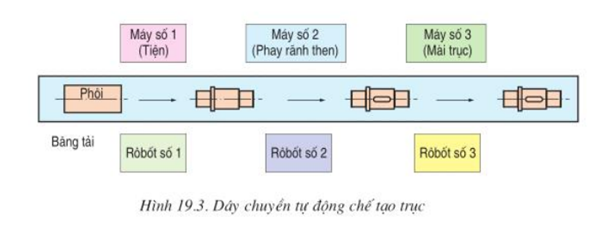 Máy số 1
(Tiện)
Máy số 2
(Phay rãnh then)
Máy số 3
(Mài trục)
Phôi
Băng tải
Rôbốt số 1
Rôbốt số 2
Rôbốt số 3
Hình 19.3. Dây chuyền tự động chế tạo trục